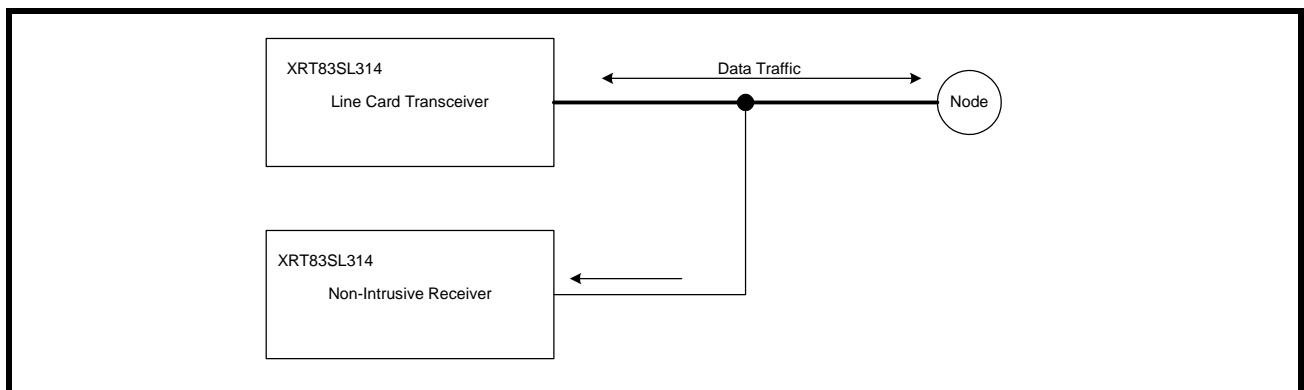 XRT83SL314
Line Card Transceiver
Data Traffic
Node
XRT83SL314
Non-Intrusive Receiver